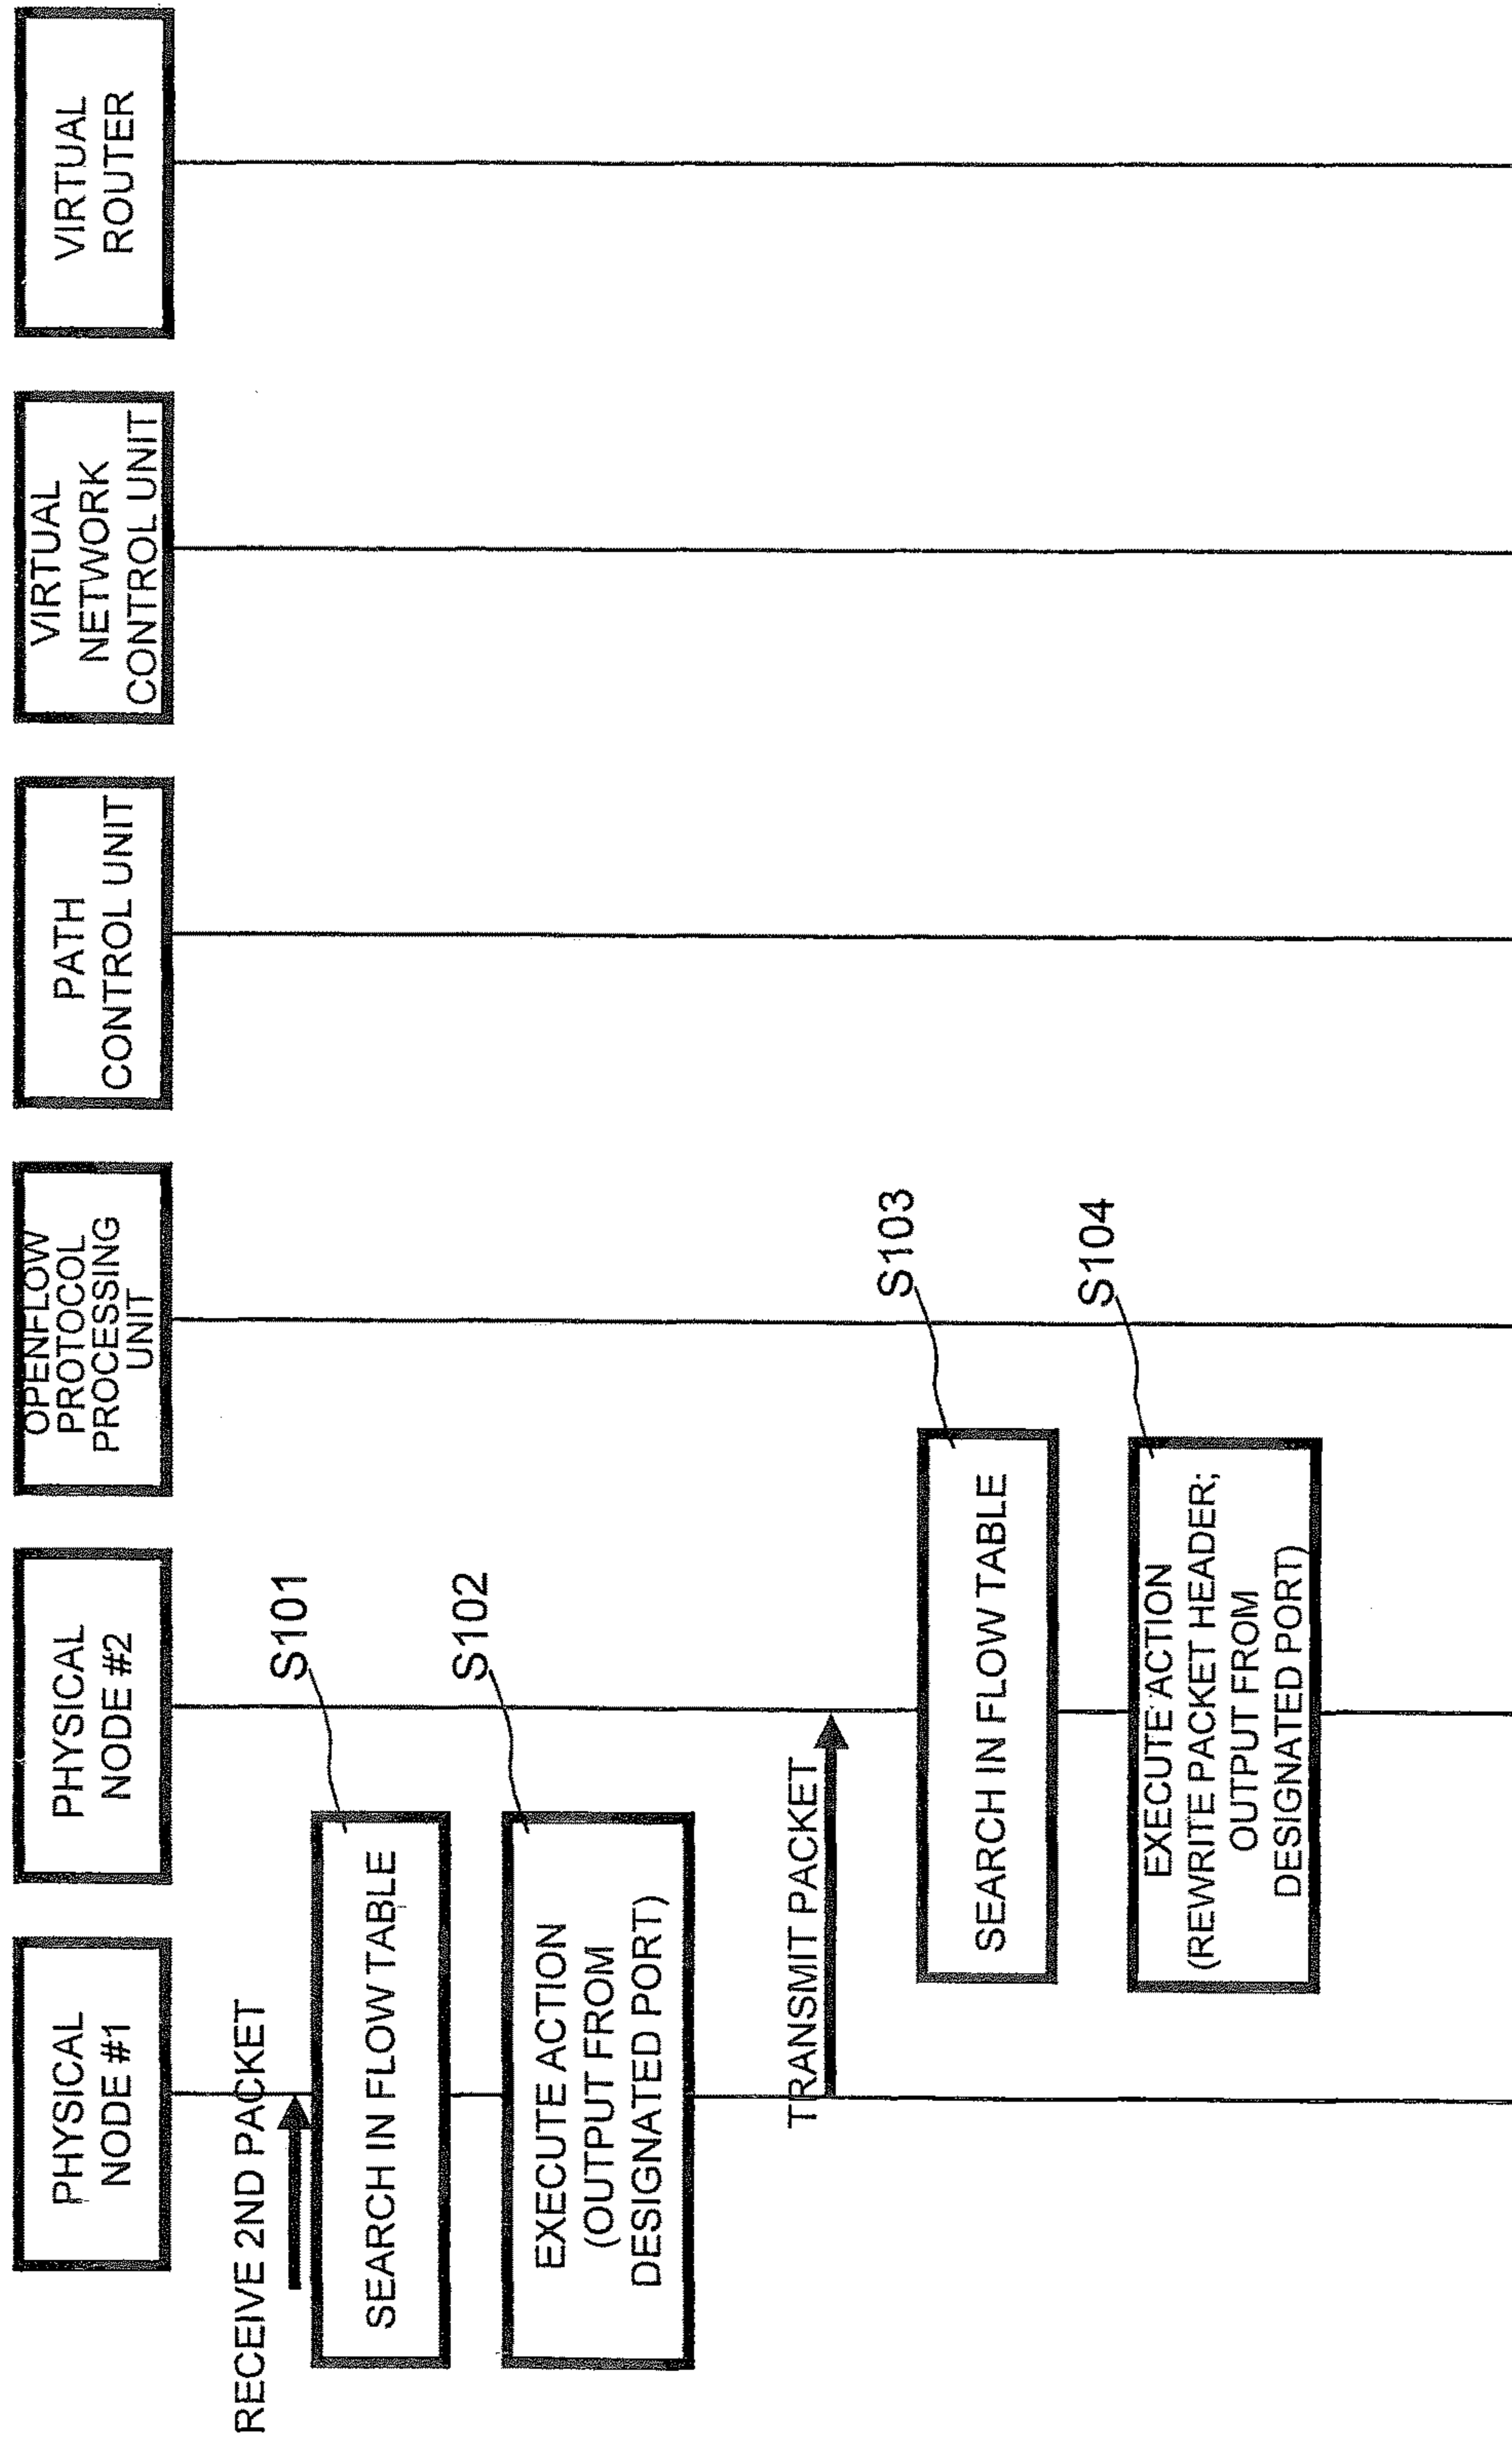 PHYSICAL
NODE #1
PHYSICAL
NODE #2
OPENFLOW
PROTOCOL
PROCESSING
UNIT
PATH
CONTROL UNIT
VIRTUAL
NETWORK
CONTROL UNIT
VIRTUAL
ROUTER
RECEIVE 2ND PACKET
S101
SEARCH IN FLOW TABLE
S102
EXECUTE ACTION
(OUTPUT FROM
DESIGNATED PORT)
TRANSMIT PACKET
S103
SEARCH IN FLOW TABLE
S104
EXECUTE ACTION
(REWRITE PACKET HEADER;
OUTPUT FROM
DESIGNATED PORT)